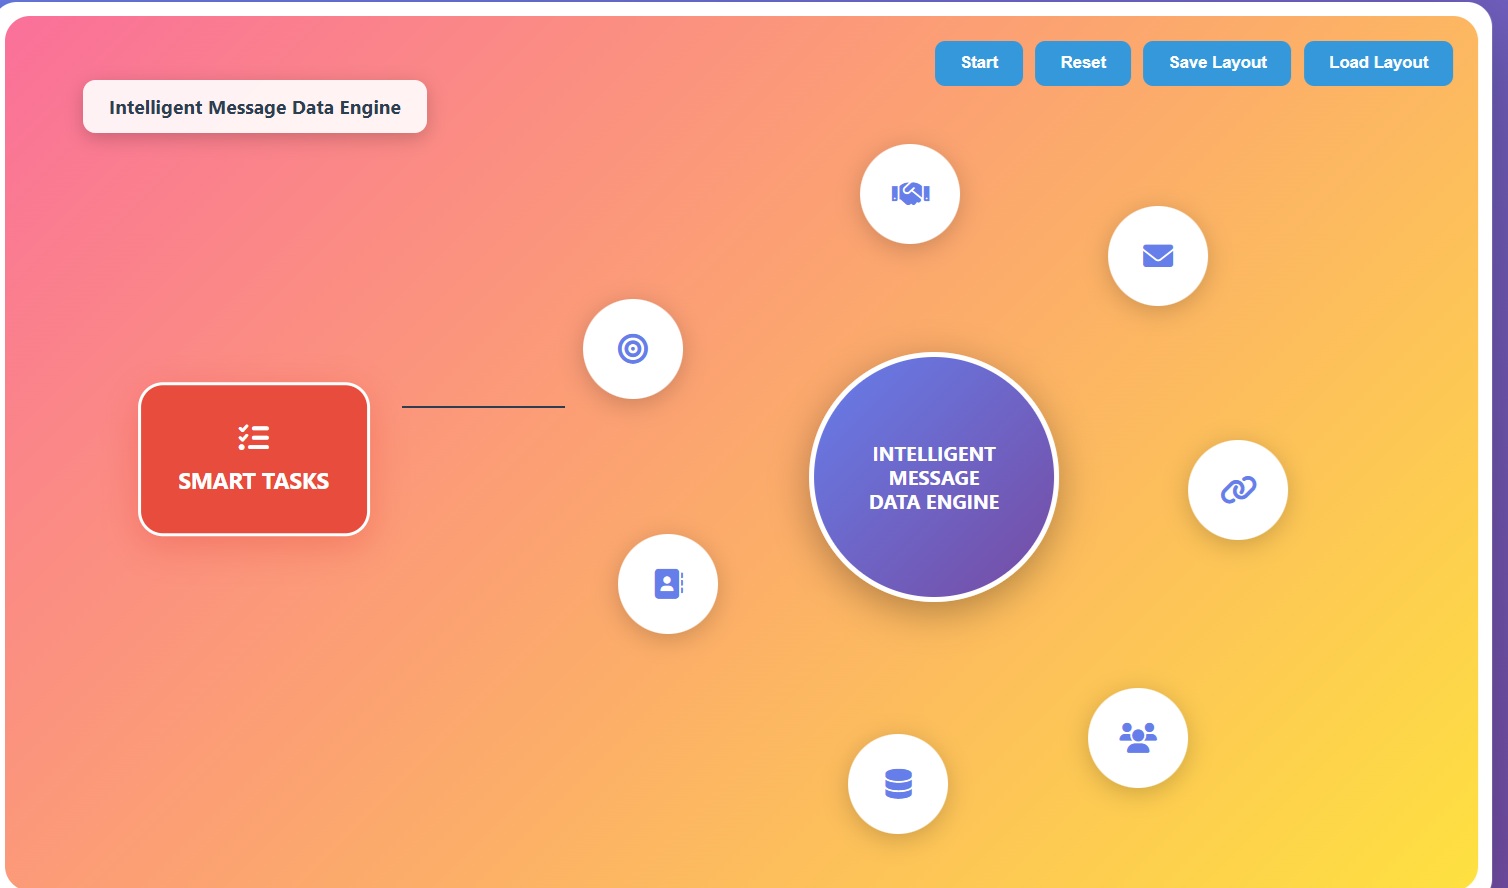 Start
Reset
Save Layout
Load Layout
Intelligent Message Data Engine
SMART TASKS
INTELLIGENT
MESSAGE
DATA ENGINE